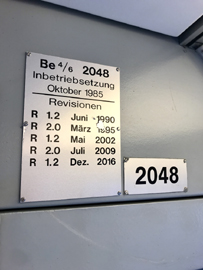 Be 4/6 2048
Inbetriebsetzung
Oktober 1985
Revisionen
R 1.2 Juni 1990
R 2.0 März 1995
R 1.2 Mai 2002
R 2.0 Juli 2009
R 1.2 Dez. 2016
2048